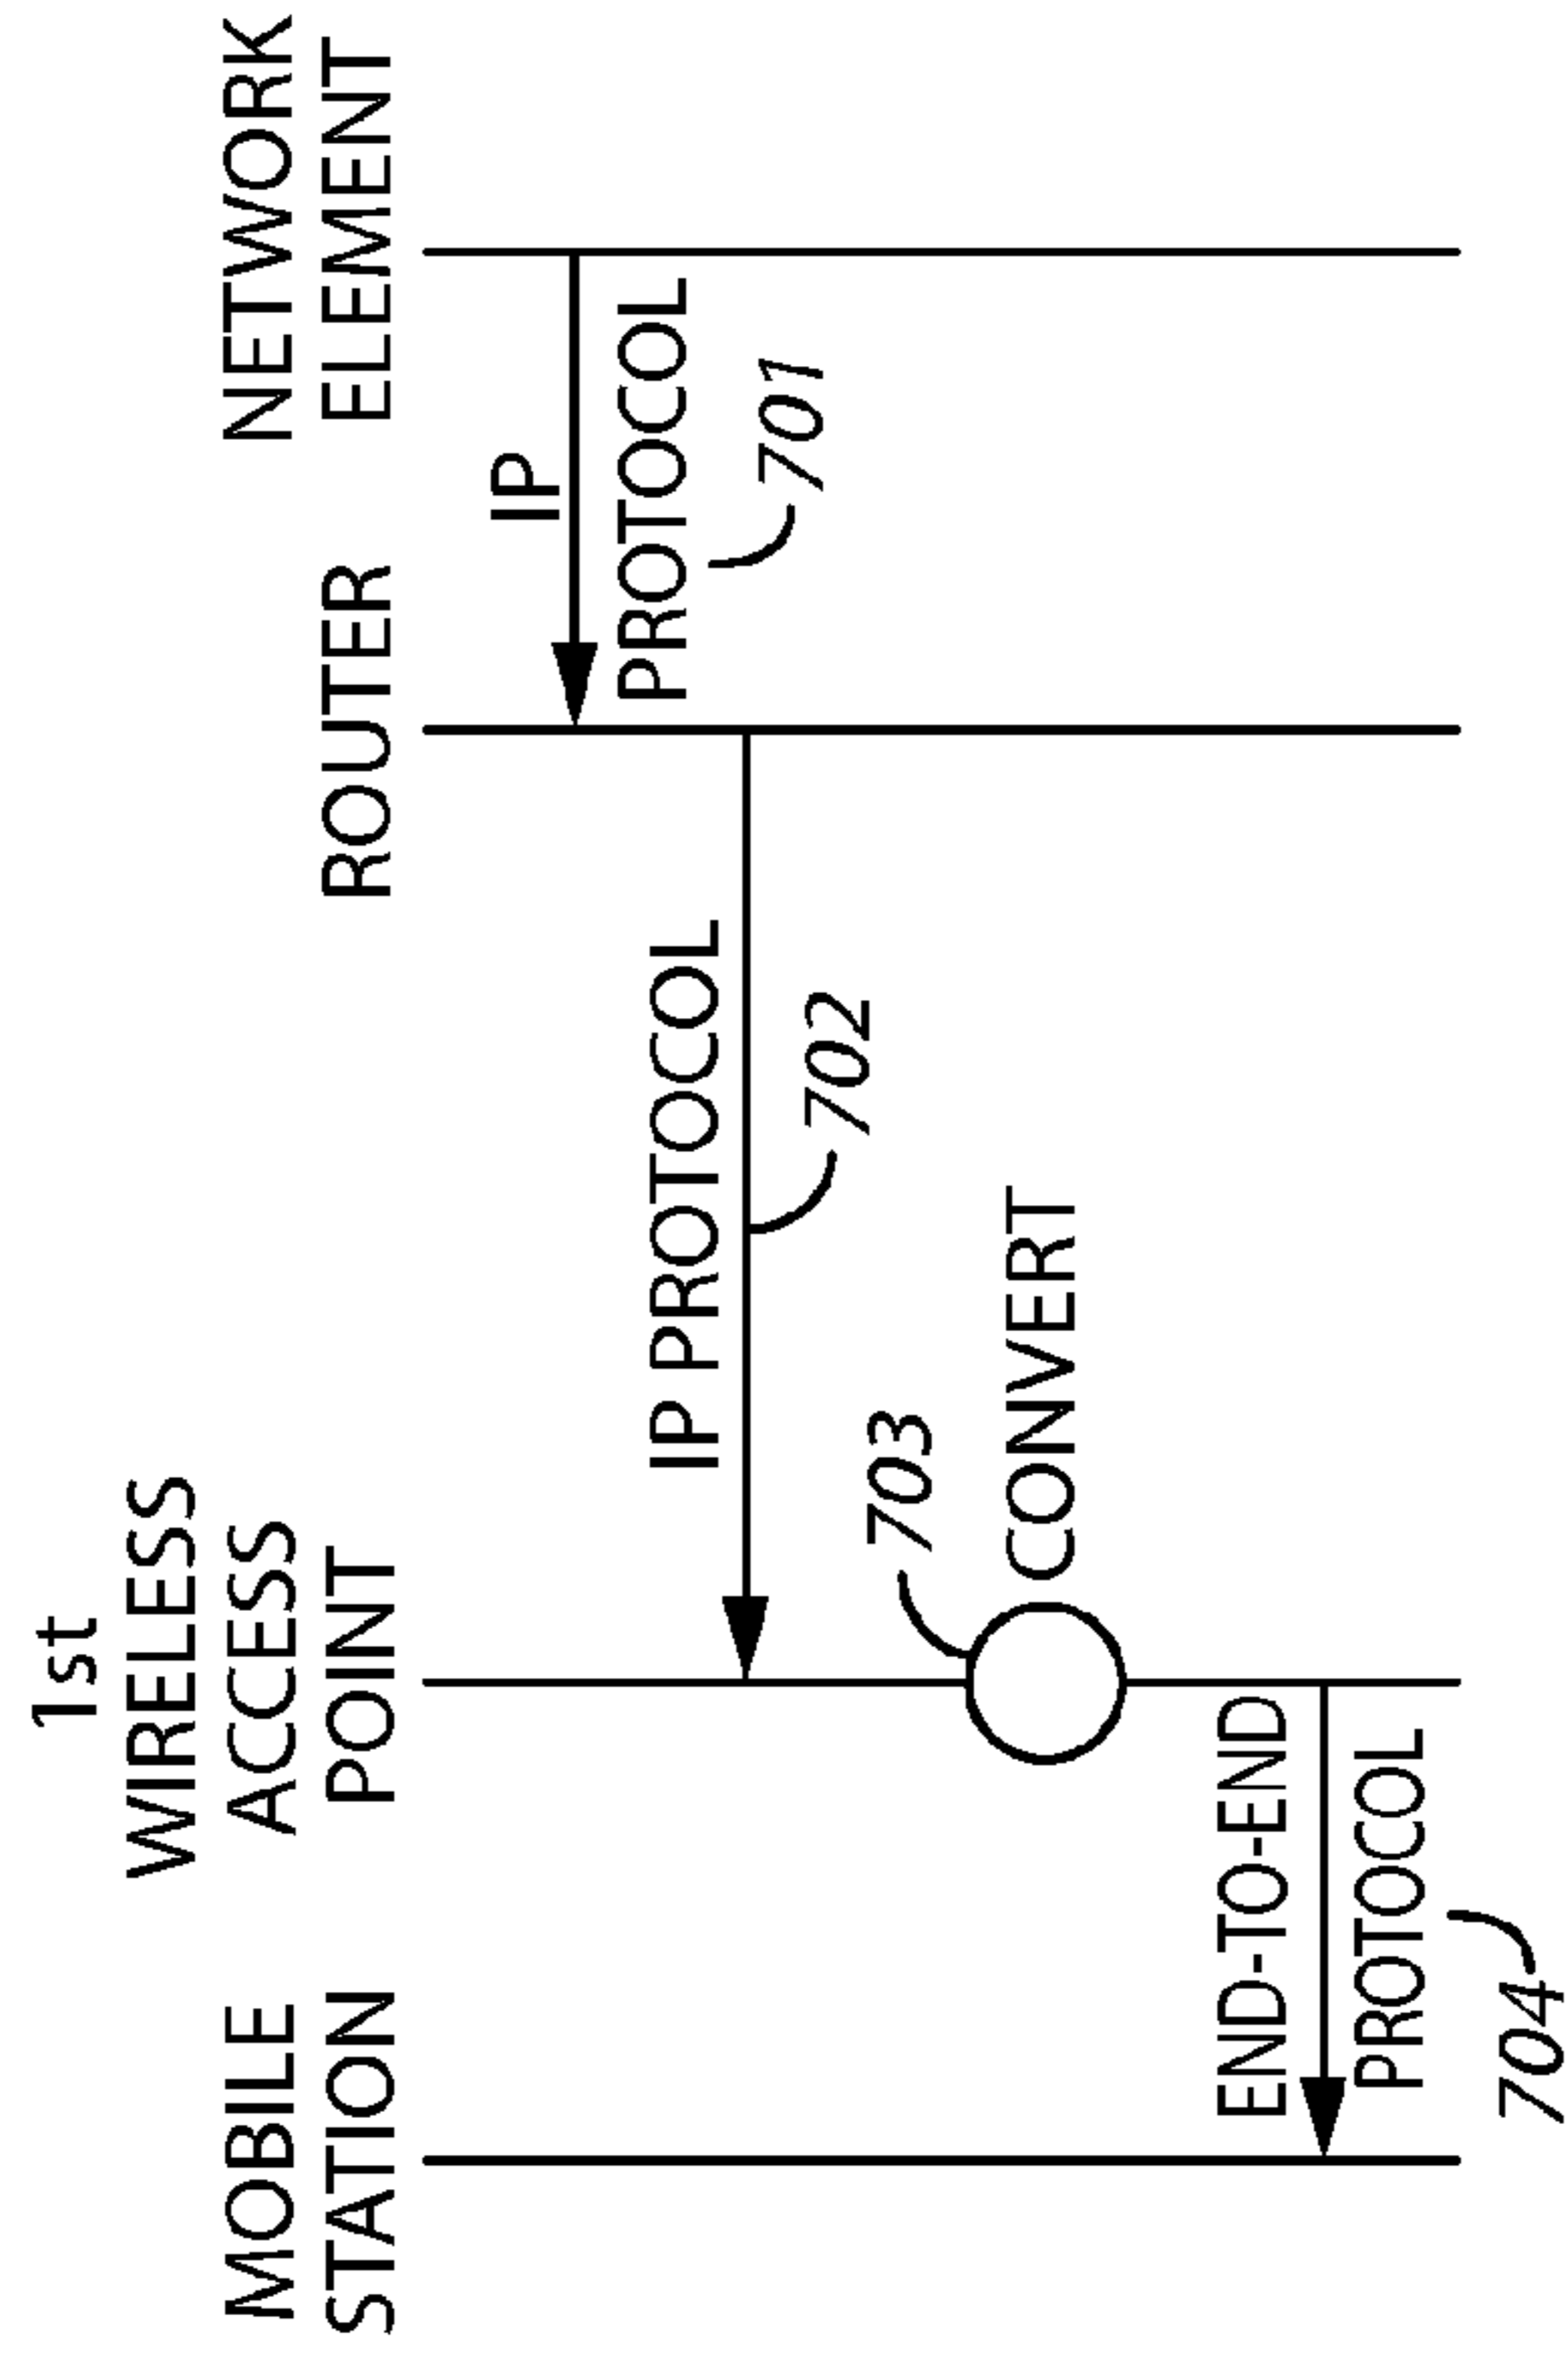 1st
WIRELESS
ACCESS
POINT
MOBILE
STATION
ROUTER
NETWORK
ELEMENT
IP
PROTOCOL
701
IP PROTOCOL
702
703
CONVERT
END-TO-END
PROTOCOL
704